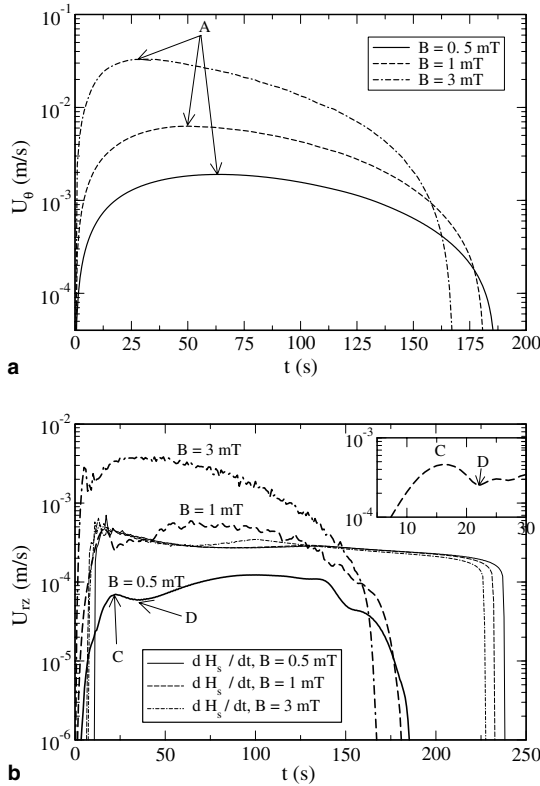 10^-1
10^-2
10^-3
10^-4
U_θ (m/s)
A
B = 0. 5 mT
B = 1 mT
B = 3 mT
0 25 50 75 100 125 150 175 200
t (s)
a
10^-2
10^-3
10^-4
10^-5
10^-6
U_rz (m/s)
B = 3 mT
B = 1 mT
B = 0.5 mT
C
D
10^-3
10^-4
C
D
10 20 30
d H_s / dt, B = 0.5 mT
d H_s / dt, B = 1 mT
d H_s / dt, B = 3 mT
0 50 100 150 200 250
t (s)
b